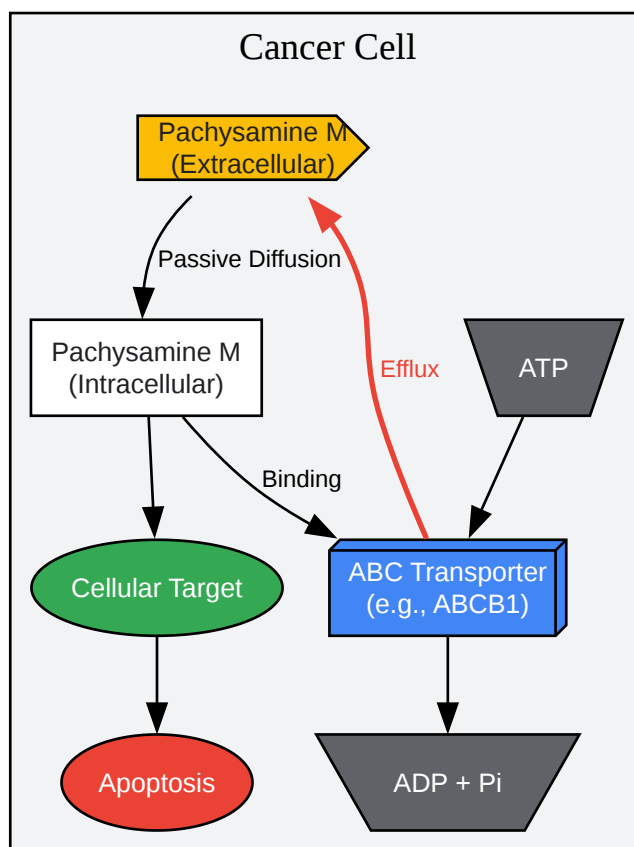 Cancer Cell
Pachysamine M
(Extracellular)
Passive Diffusion
Pachysamine M
(Intracellular)
Efflux
ATP
Binding
Cellular Target
ABC Transporter
(e.g., ABCB1)
Apoptosis
ADP + Pi